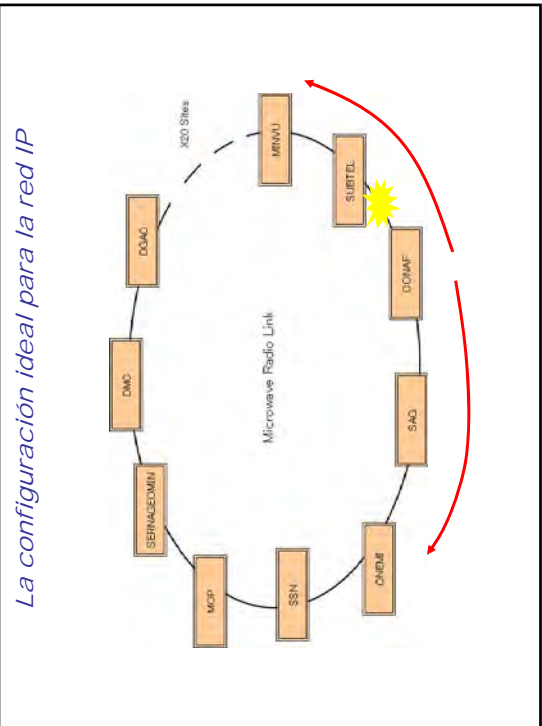 La configuración ideal para la red IP
X20 Sites
MINVU
SUBTEL
CONAF
SAG
ONEMI
SSN
MOP
SERNAGEOMIN
DMC
DGAC
Microwave Radio Link